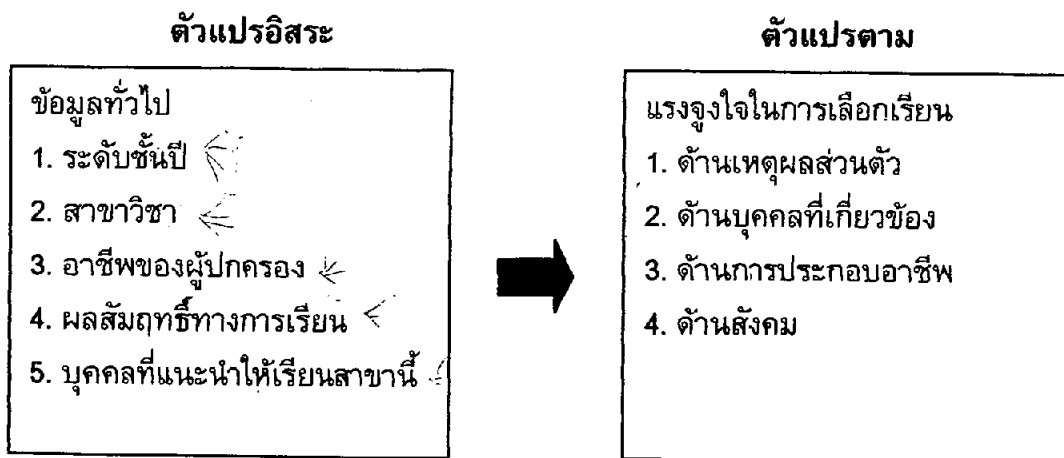 ตัวแปรอิสระ
ข้อมูลทั่วไป
1. ระดับชั้นปี
2. สาขาวิชา
3. อาชีพของผู้ปกครอง
4. ผลสัมฤทธิ์ทางการเรียน
5. บุคคลที่แนะนำให้เรียนสาขานี้
ตัวแปรตาม
แรงจูงใจในการเลือกเรียน
1. ด้านเหตุผลส่วนตัว
2. ด้านบุคคลที่เกี่ยวข้อง
3. ด้านการประกอบอาชีพ
4. ด้านสังคม